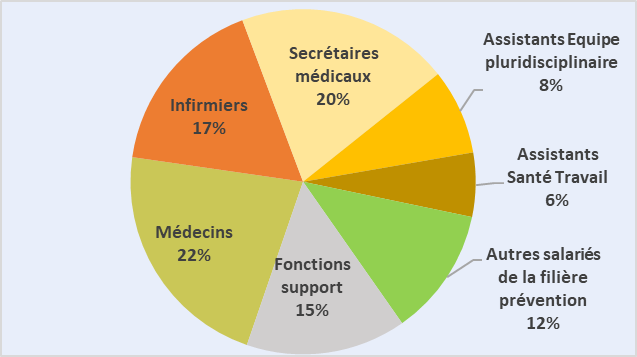 Secrétaires
médicaux
20%
Assistants Equipe
pluridisciplinaire
8%
Assistants
Santé Travail
6%
Autres salariés
de la filière
prévention
12%
Fonctions
support
15%
Médecins
22%
Infirmiers
17%